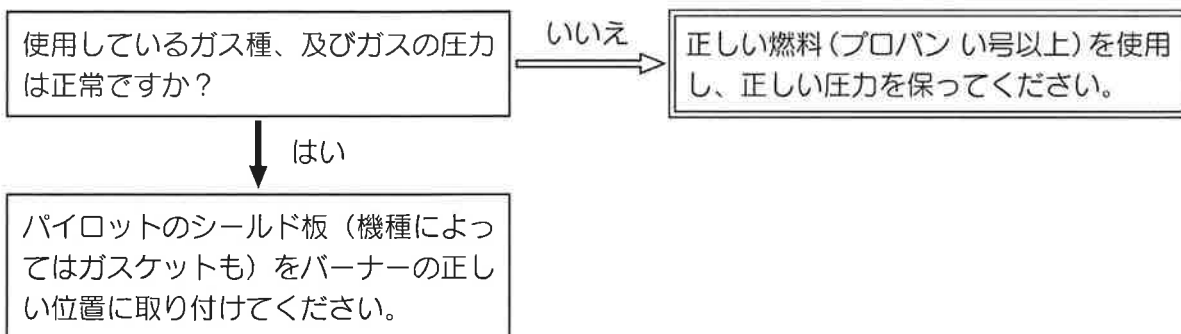 使用しているガス種、及びガスの圧力
は正常ですか？
いいえ
正しい燃料（プロパン い号以上）を使用
し、正しい圧力を保ってください。
はい
パイロットのシールド板（機種によっ
てはガスケットも）をバーナーの正し
い位置に取り付けてください。